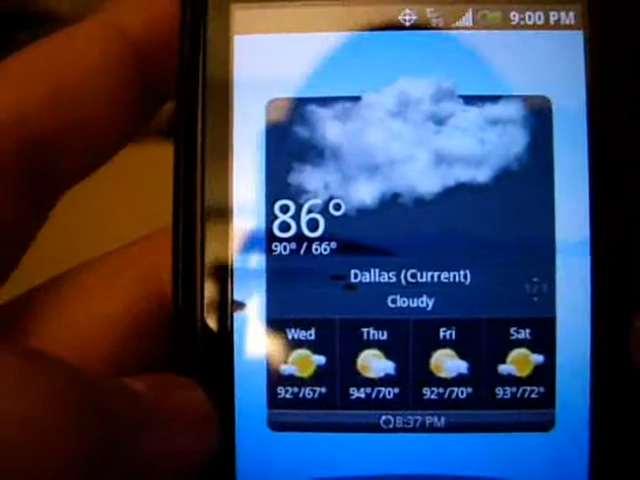 9:00 PM
86°
90° / 66°
Dallas (Current)
Cloudy
Wed Thu Fri Sat
92°/67° 94°/70° 92°/70° 93°/72°
8:37 PM